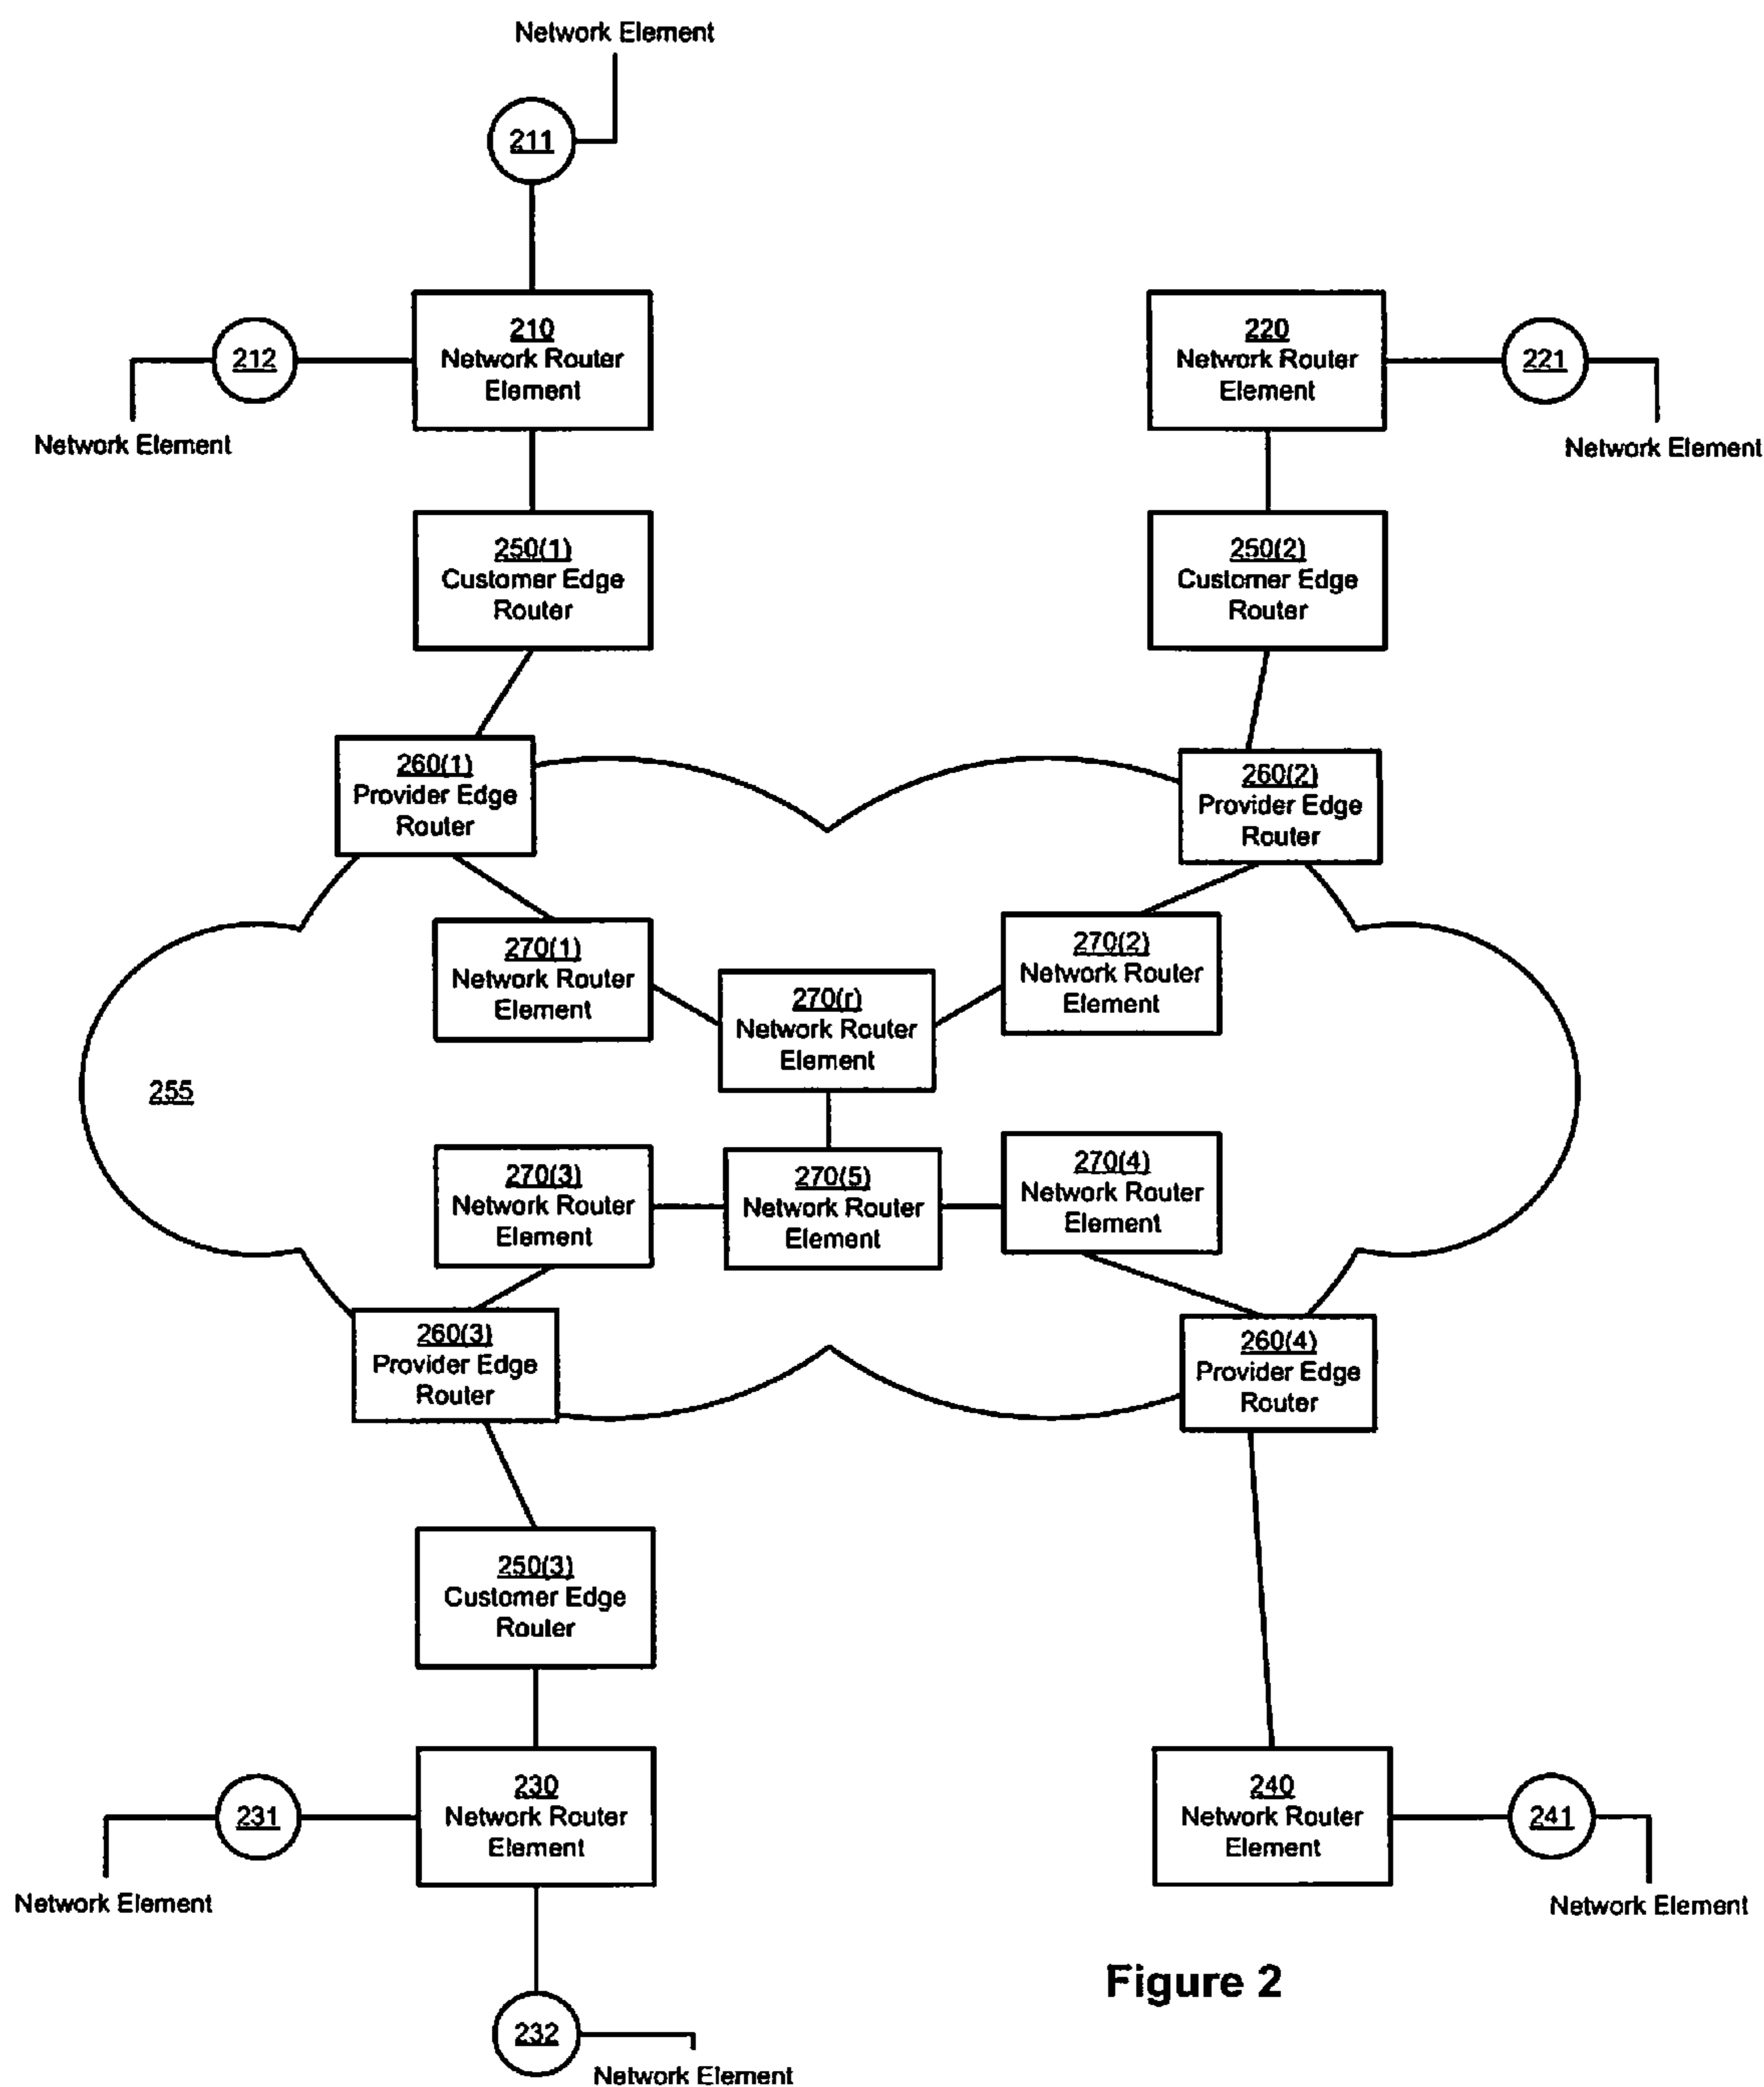 Network Element
211
210
Network Router
Element
212
Network Element
220
Network Router
Element
221
Network Element
250(1)
Customer Edge
Router
250(2)
Customer Edge
Router
260(1)
Provider Edge
Router
260(2)
Provider Edge
Router
270(1)
Network Router
Element
270(2)
Network Router
Element
270(r)
Network Router
Element
255
270(3)
Network Router
Element
270(5)
Network Router
Element
270(4)
Network Router
Element
260(3)
Provider Edge
Router
260(4)
Provider Edge
Router
250(3)
Customer Edge
Router
230
Network Router
Element
231
Network Element
240
Network Router
Element
241
Network Element
Figure 2
232
Network Element